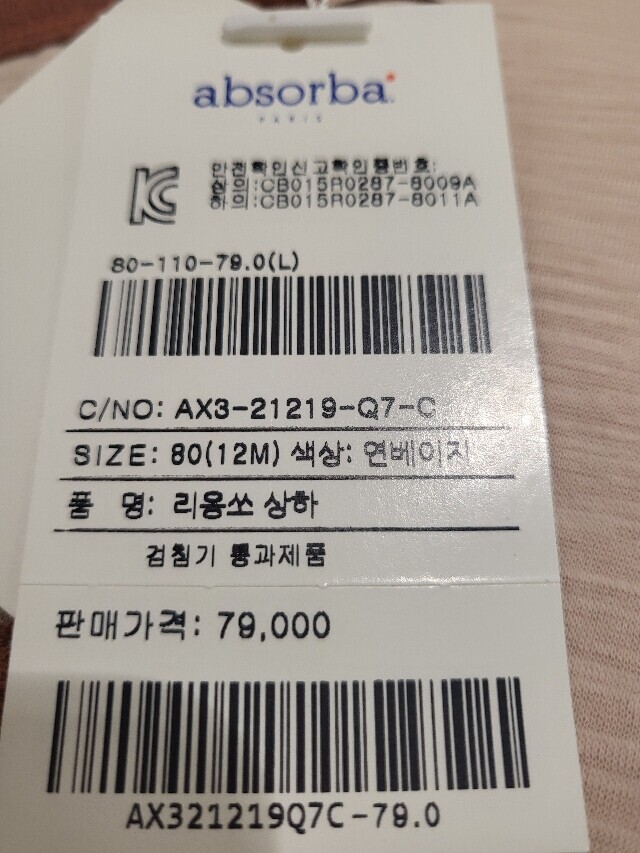 absorba
PARIS
KC
안전확인신고확인증번호:
상의:CB015R0287-8009A
하의:CB015R0287-8011A
80-110-79.0(L)
C/NO: AX3-21219-Q7-C
SIZE: 80(12M) 색상: 연베이지
품 명: 리옹쏘 상하
검침기 통과제품
판매가격: 79,000
AX321219Q7C-79.0